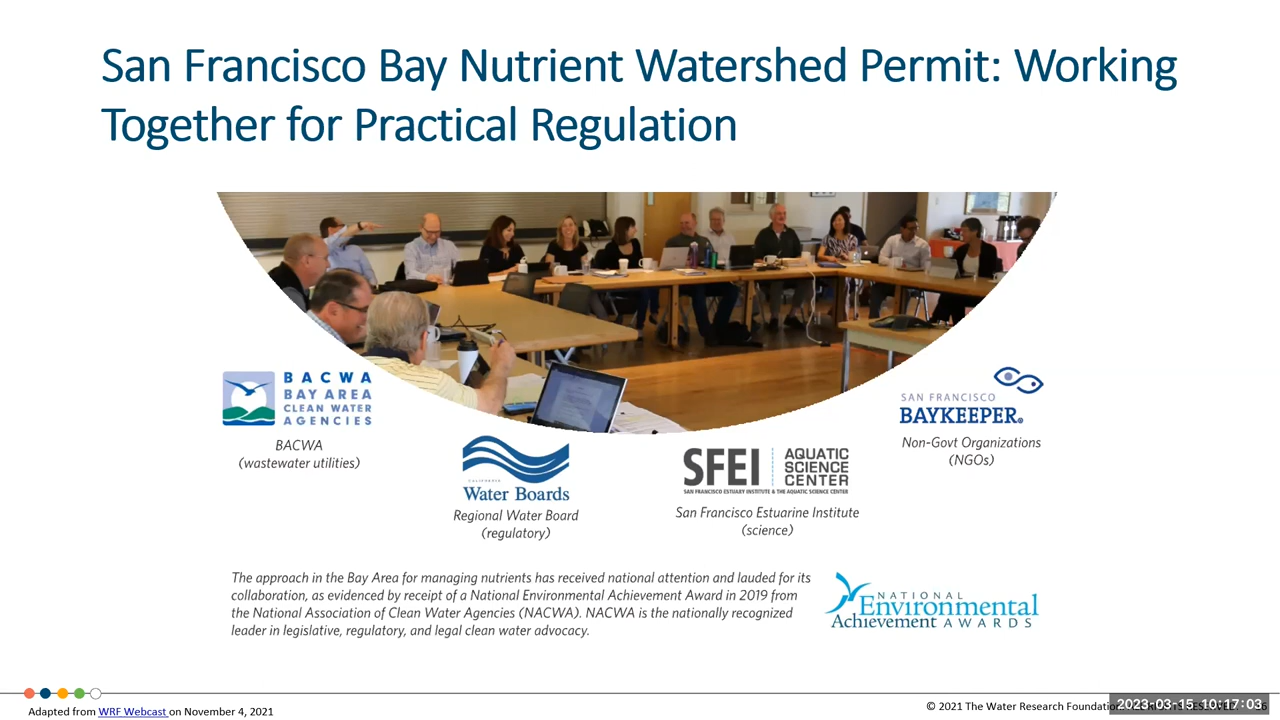 San Francisco Bay Nutrient Watershed Permit: Working
Together for Practical Regulation
BACWA
BAY AREA
CLEAN WATER
AGENCIES
BACWA
(wastewater utilities)
CALIFORNIA
Water Boards
Regional Water Board
(regulatory)
SFEI
AQUATIC
SCIENCE
CENTER
SAN FRANCISCO ESTUARY INSTITUTE & THE AQUATIC SCIENCE CENTER
San Francisco Estuarine Institute
(science)
SAN FRANCISCO
BAYKEEPER®
Non-Govt Organizations
(NGOs)
The approach in the Bay Area for managing nutrients has received national attention and lauded for its
collaboration, as evidenced by receipt of a National Environmental Achievement Award in 2019 from
the National Association of Clean Water Agencies (NACWA). NACWA is the nationally recognized
leader in legislative, regulatory, and legal clean water advocacy.
NATIONAL
Environmental
Achievement AWARDS
Adapted from WRF Webcast on November 4, 2021
© 2021 The Water Research Foundation
2023-03-15 10:17:03